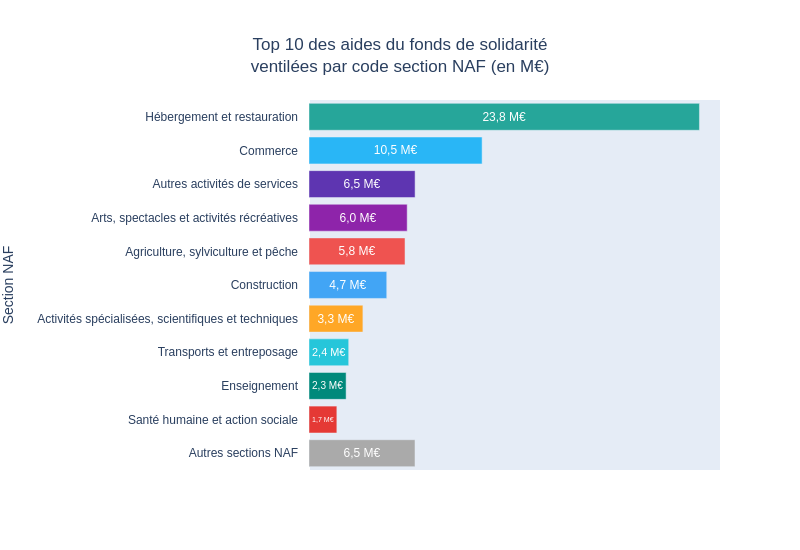 Top 10 des aides du fonds de solidarité
ventilées par code section NAF (en M€)
Section NAF
Hébergement et restauration 23,8 M€
Commerce 10,5 M€
Autres activités de services 6,5 M€
Arts, spectacles et activités récréatives 6,0 M€
Agriculture, sylviculture et pêche 5,8 M€
Construction 4,7 M€
Activités spécialisées, scientifiques et techniques 3,3 M€
Transports et entreposage 2,4 M€
Enseignement 2,3 M€
Santé humaine et action sociale 1,7 M€
Autres sections NAF 6,5 M€